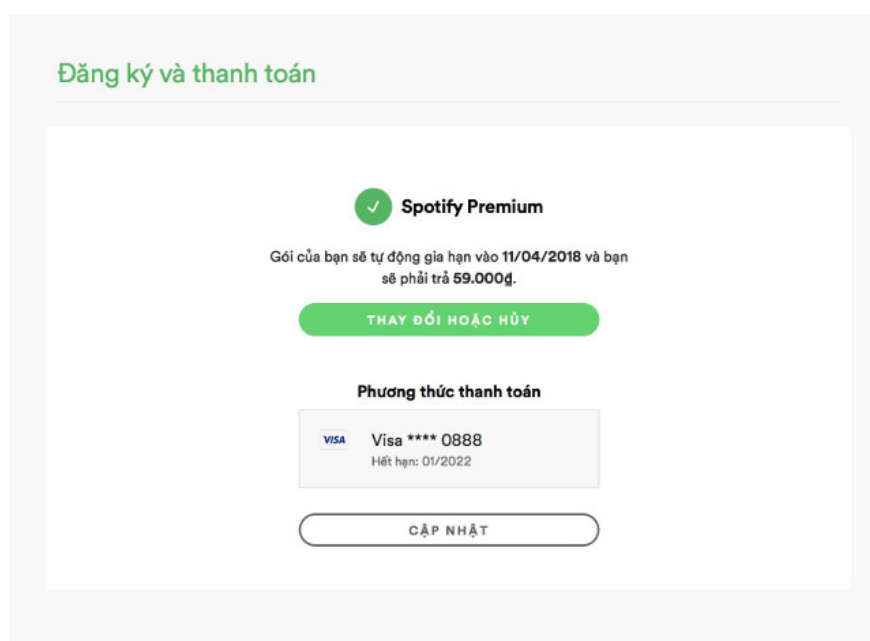 Đăng ký và thanh toán
Spotify Premium
Gói của bạn sẽ tự động gia hạn vào 11/04/2018 và bạn
sẽ phải trả 59.000₫.
THAY ĐỔI HOẶC HỦY
Phương thức thanh toán
VISA Visa **** 0888
Hết hạn: 01/2022
CẬP NHẬT